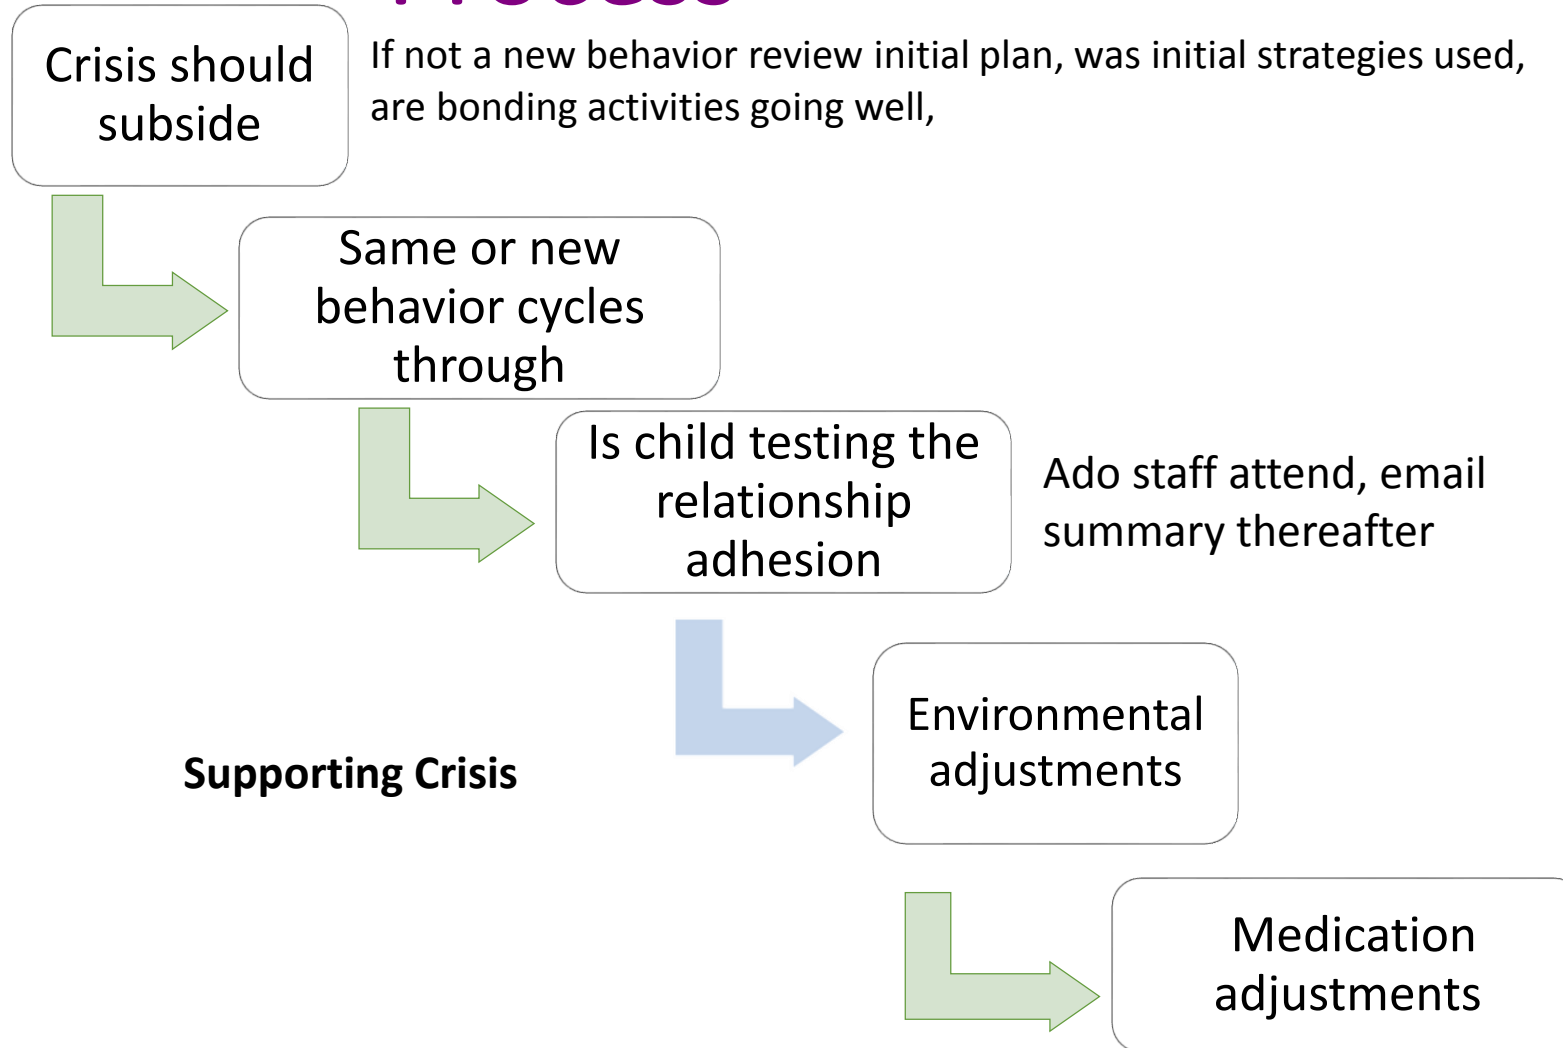 Process
Crisis should
subside
If not a new behavior review initial plan, was initial strategies used,
are bonding activities going well,
Same or new
behavior cycles
through
Is child testing the
relationship
adhesion
Ado staff attend, email
summary thereafter
Environmental
adjustments
Supporting Crisis
Medication
adjustments